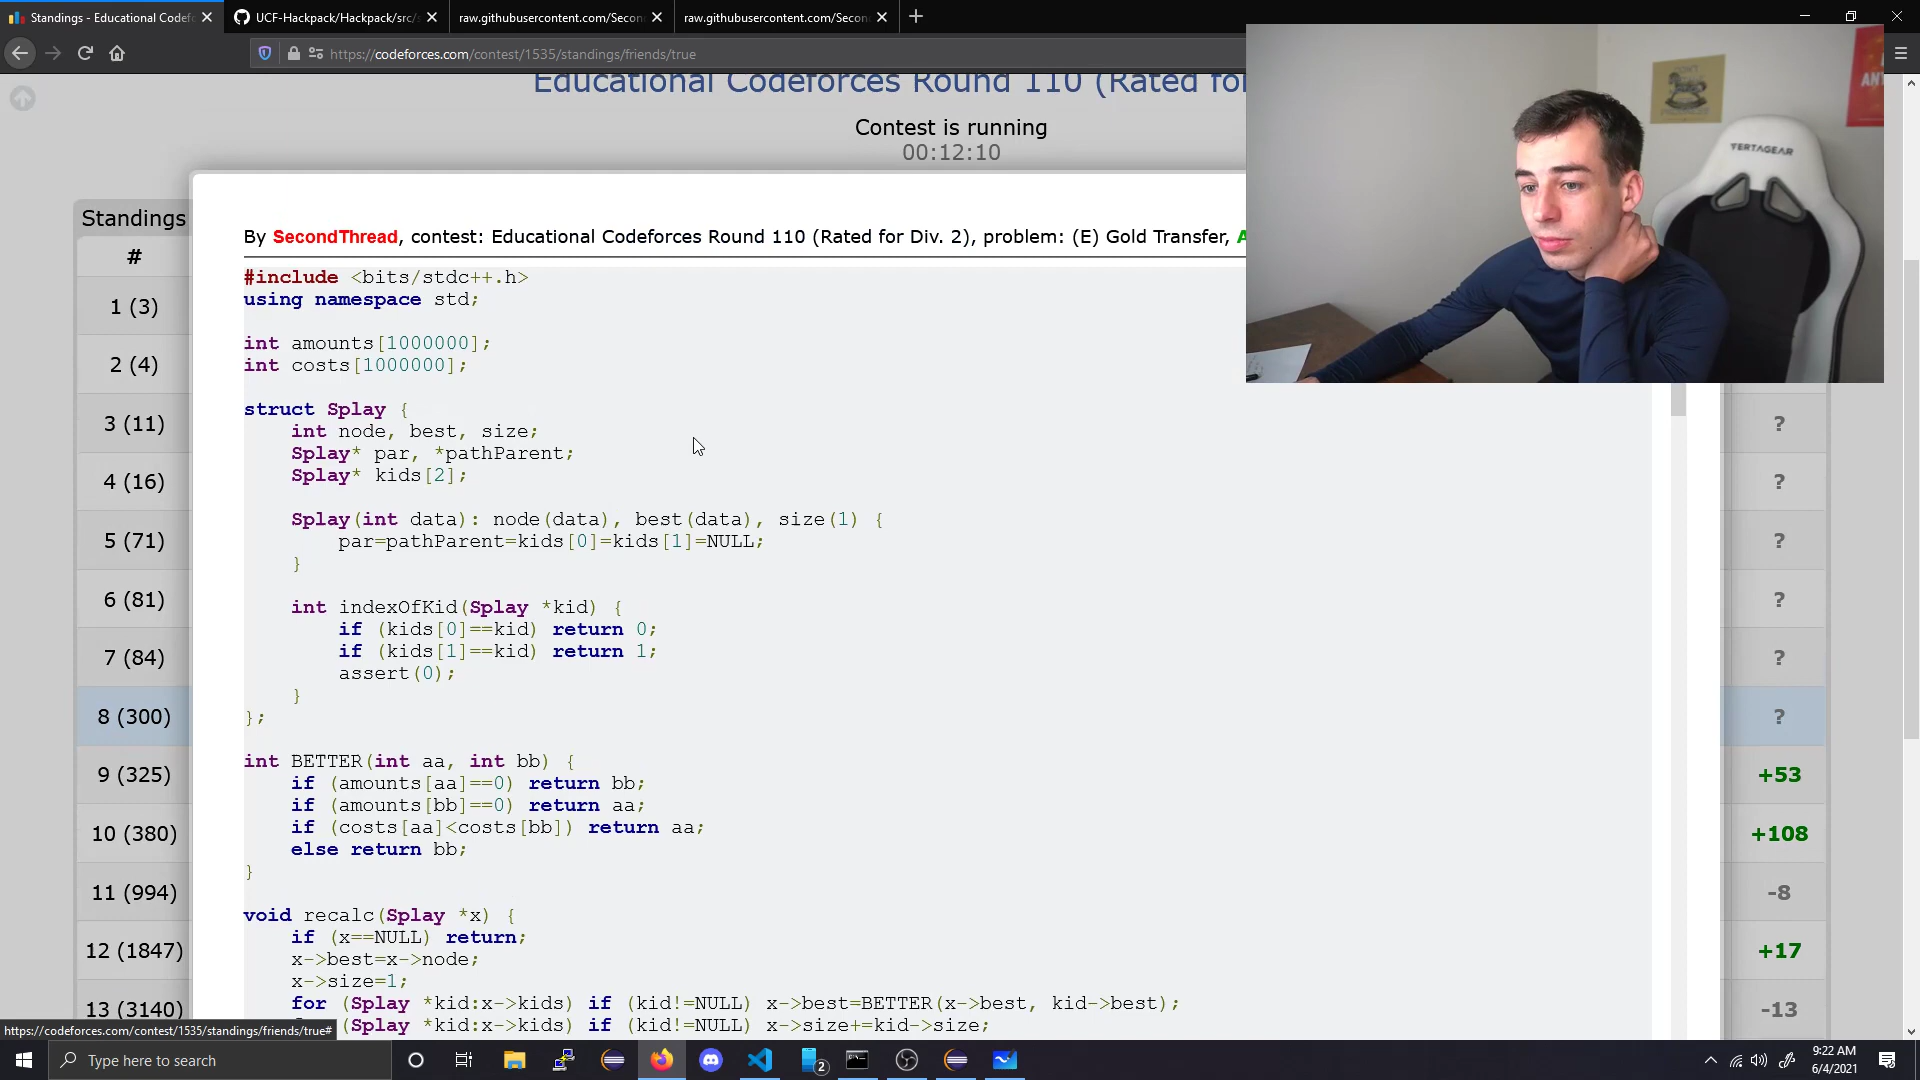 Standings - Educational Codef
UCF-Hackpack/Hackpack/src/
raw.githubusercontent.com/Secon
raw.githubusercontent.com/Secon
https://codeforces.com/contest/1535/standings/friends/true
Educational Codeforces Round 110 (Rated fo
Contest is running
00:12:10
VERTAGEAR
Standings
#
1 (3)
2 (4)
3 (11)
4 (16)
5 (71)
6 (81)
7 (84)
8 (300)
9 (325)
10 (380)
11 (994)
12 (1847)
13 (3140)
By SecondThread, contest: Educational Codeforces Round 110 (Rated for Div. 2), problem: (E) Gold Transfer,
#include <bits/stdc++.h>
using namespace std;
int amounts[1000000];
int costs[1000000];
struct Splay {
int node, best, size;
Splay* par, *pathParent;
Splay* kids[2];
Splay(int data): node(data), best(data), size(1) {
par=pathParent=kids[0]=kids[1]=NULL;
}
int indexOfKid(Splay *kid) {
if (kids[0]==kid) return 0;
if (kids[1]==kid) return 1;
assert(0);
}
};
int BETTER(int aa, int bb) {
if (amounts[aa]==0) return bb;
if (amounts[bb]==0) return aa;
if (costs[aa]<costs[bb]) return aa;
else return bb;
}
void recalc(Splay *x) {
if (x==NULL) return;
x->best=x->node;
x->size=1;
for (Splay *kid:x->kids) if (kid!=NULL) x->best=BETTER(x->best, kid->best);
(Splay *kid:x->kids) if (kid!=NULL) x->size+=kid->size;
?
?
?
?
?
?
+53
+108
-8
+17
-13
https://codeforces.com/contest/1535/standings/friends/true#
Type here to search
2
9:22 AM
6/4/2021